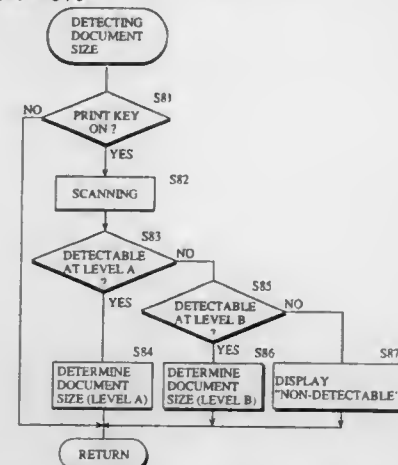 DETECTING
DOCUMENT
SIZE
S81
NO
PRINT KEY
ON ?
YES
S82
SCANNING
S83
NO
DETECTABLE
AT LEVEL A
?
YES
S85
NO
DETECTABLE
AT LEVEL B
?
YES
S84
DETERMINE
DOCUMENT
SIZE (LEVEL A)
S86
DETERMINE
DOCUMENT
SIZE (LEVEL B)
S87
DISPLAY
"NON-DETECTABLE"
RETURN